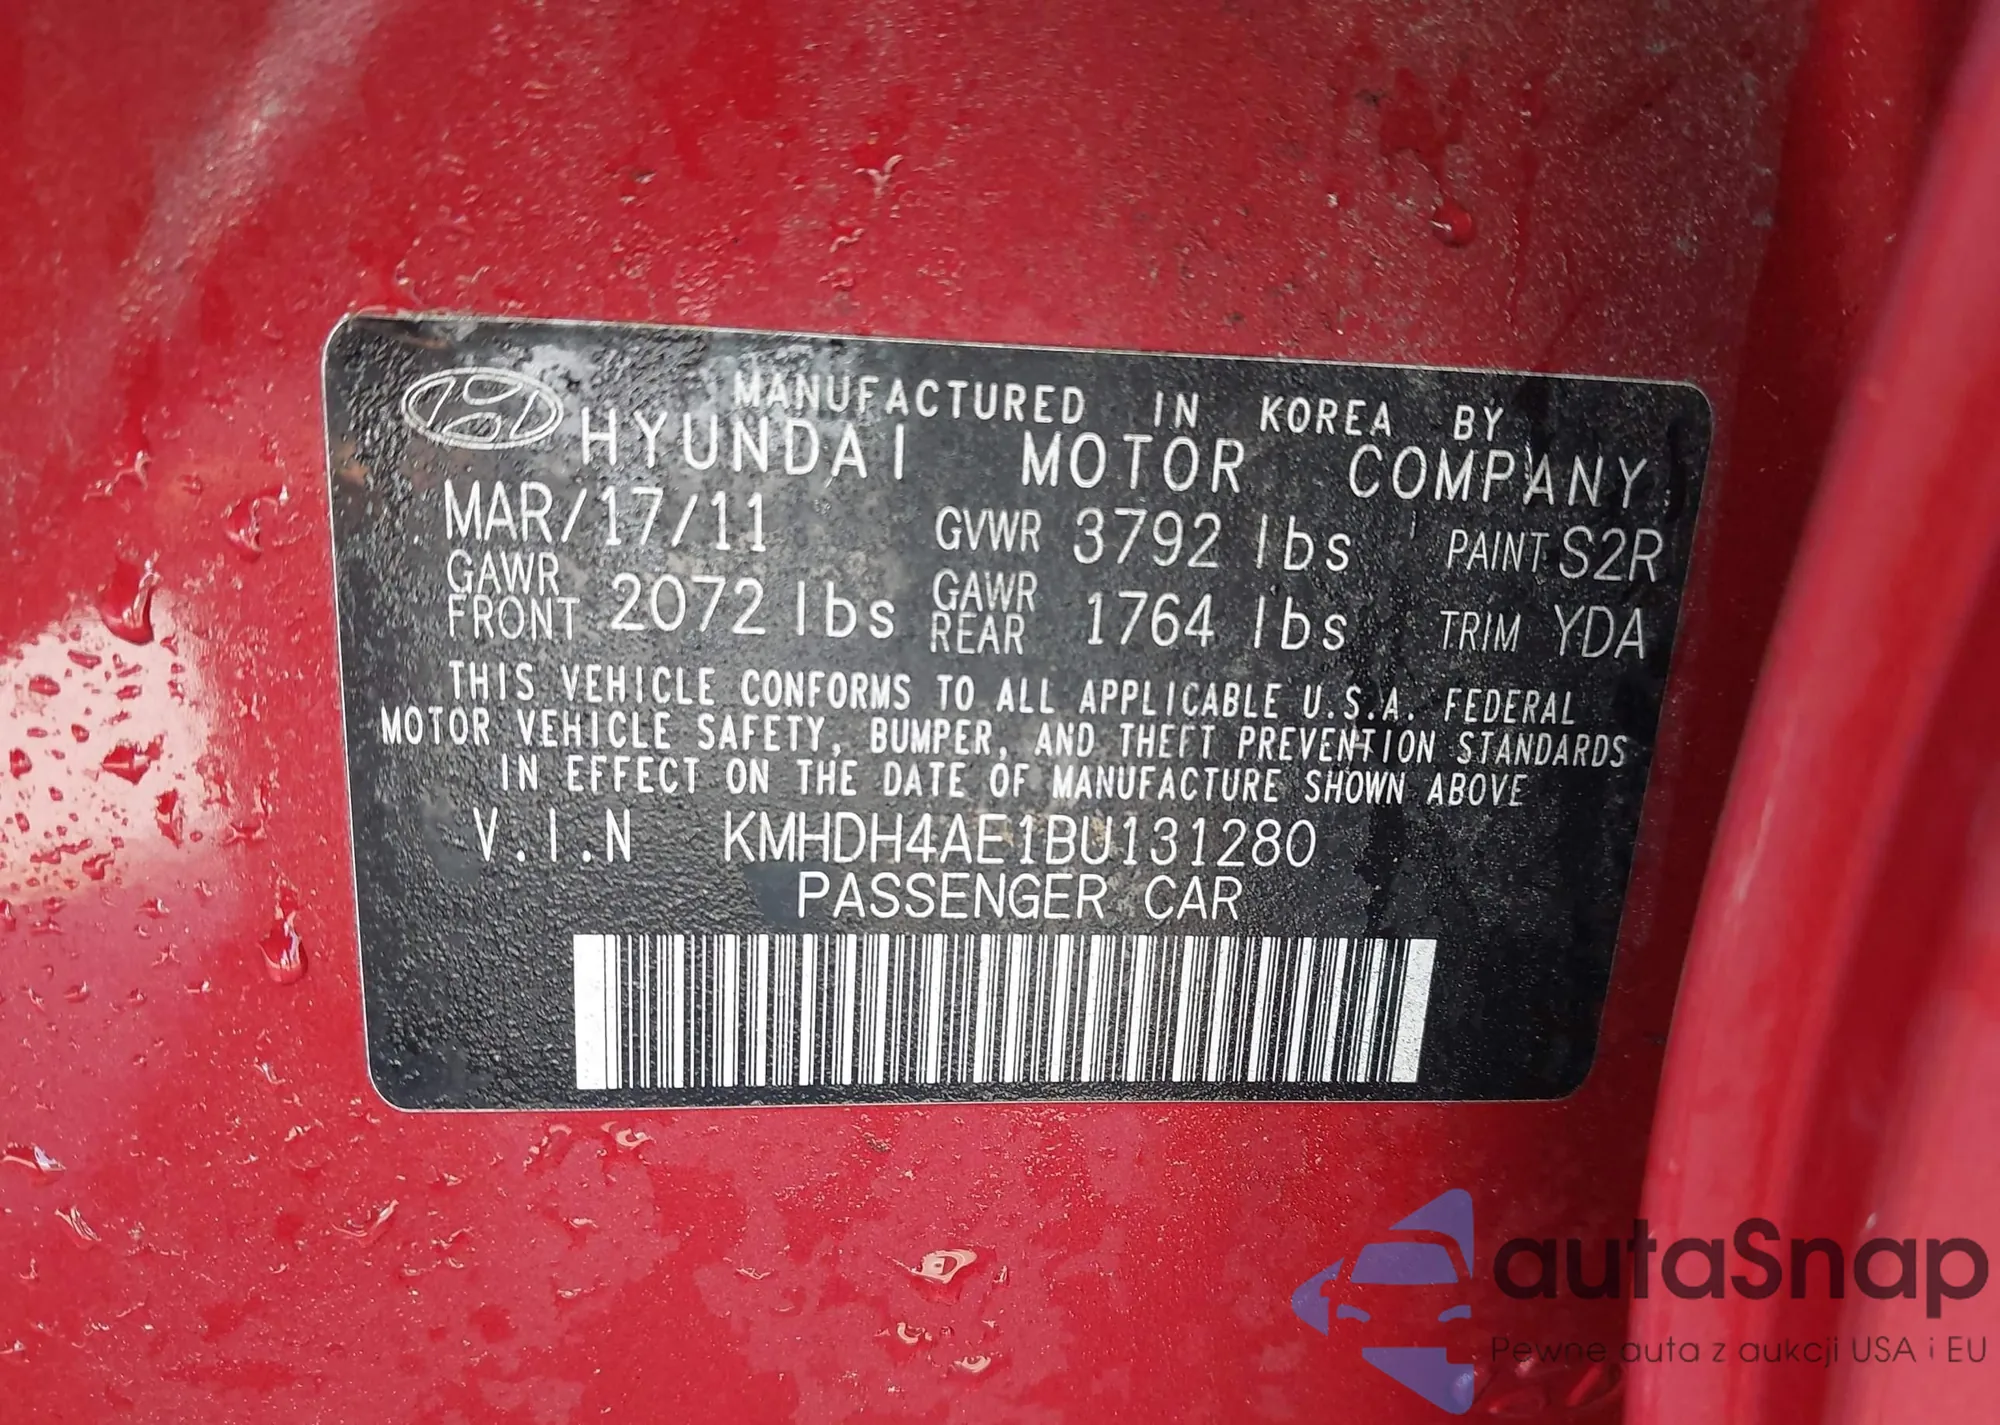 MANUFACTURED IN KOREA BY
HYUNDAI MOTOR COMPANY
MAR/17/11 GVWR 3792 lbs PAINT S2R
GAWR FRONT 2072 lbs GAWR REAR 1764 lbs TRIM YDA
THIS VEHICLE CONFORMS TO ALL APPLICABLE U.S.A. FEDERAL
MOTOR VEHICLE SAFETY, BUMPER, AND THEFT PREVENTION STANDARDS
IN EFFECT ON THE DATE OF MANUFACTURE SHOWN ABOVE
V.I.N KMHDH4AE1BU131280
PASSENGER CAR
autaSnap
Pewne auta z aukcji USA i EU